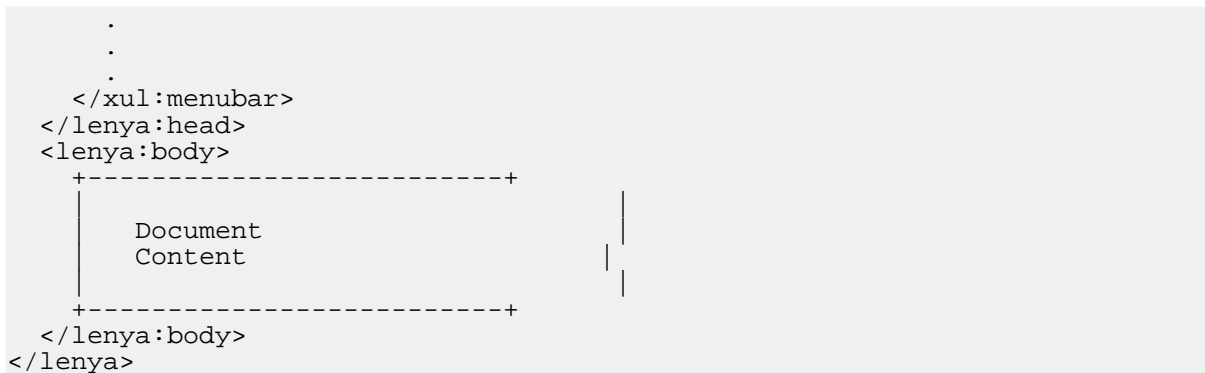 .
      .
      .
    </xul:menubar>
  </lenya:head>
  <lenya:body>
    +--------------------------+
    |                                 |
    |   Document                      |
    |   Content                      |
    |                                 |
    +--------------------------+
  </lenya:body>
</lenya>